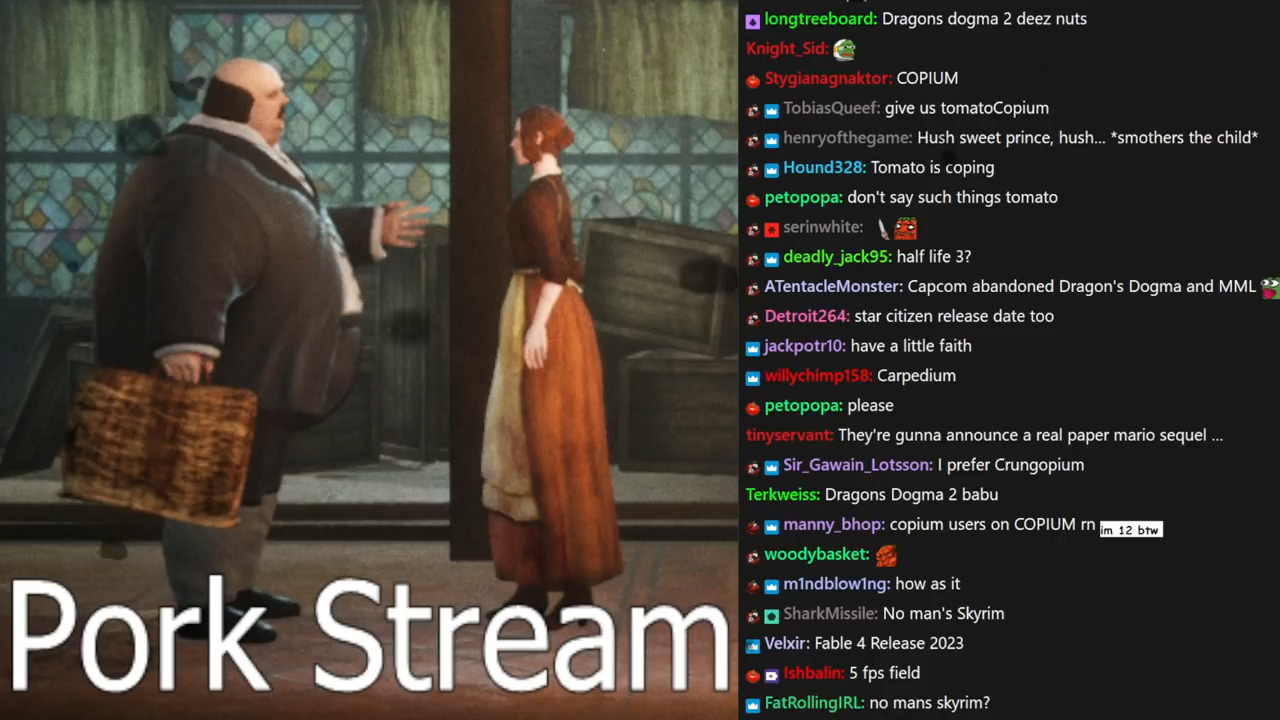 longtreeboard: Dragons dogma 2 deez nuts
Knight_Sid:
Stygianagnaktor: COPIUM
TobiasQueef: give us tomatoCopium
henryofthegame: Hush sweet prince, hush... *smothers the child*
Hound328: Tomato is coping
petopopa: don't say such things tomato
serinwhite:
deadly_jack95: half life 3?
ATentacleMonster: Capcom abandoned Dragon's Dogma and MML
Detroit264: star citizen release date too
jackpotr10: have a little faith
willychimp158: Carpedium
petopopa: please
tinyservant: They're gunna announce a real paper mario sequel ...
Sir_Gawain_Lotsson: I prefer Crungopium
Terkweiss: Dragons Dogma 2 babu
manny_bhop: copium users on COPIUM rn im 12 btw
woodybasket:
m1ndblow1ng: how as it
SharkMissile: No man's Skyrim
Velxir: Fable 4 Release 2023
Ishbalin: 5 fps field
FatRollingIRL: no mans skyrim?
Pork Stream